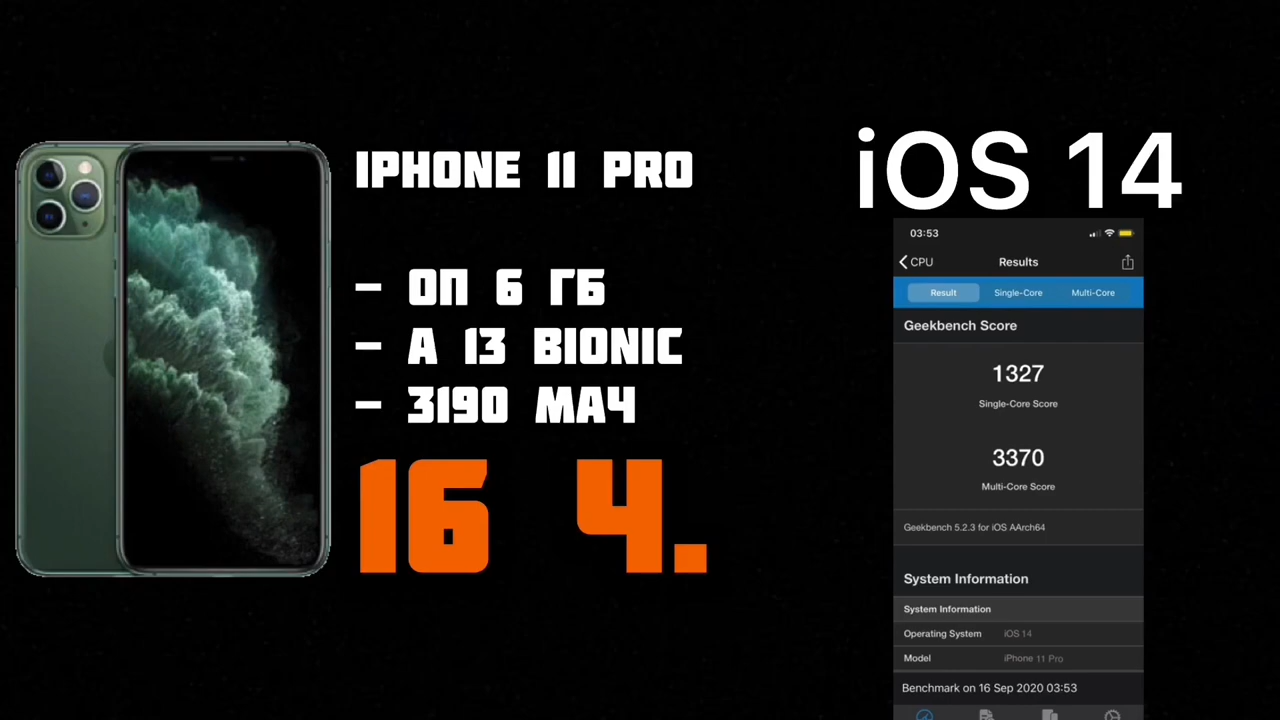 IPHONE 11 PRO
- ОП 6 ГБ
- A 13 BIONIC
- 3190 МАЧ
16 Ч.
iOS 14
03:53
CPU
Results
Result
Single-Core
Multi-Core
Geekbench Score
1327
Single-Core Score
3370
Multi-Core Score
Geekbench 5.2.3 for iOS AArch64
System Information
System Information
Operating System iOS 14
Model iPhone 11 Pro
Benchmark on 16 Sep 2020 03:53